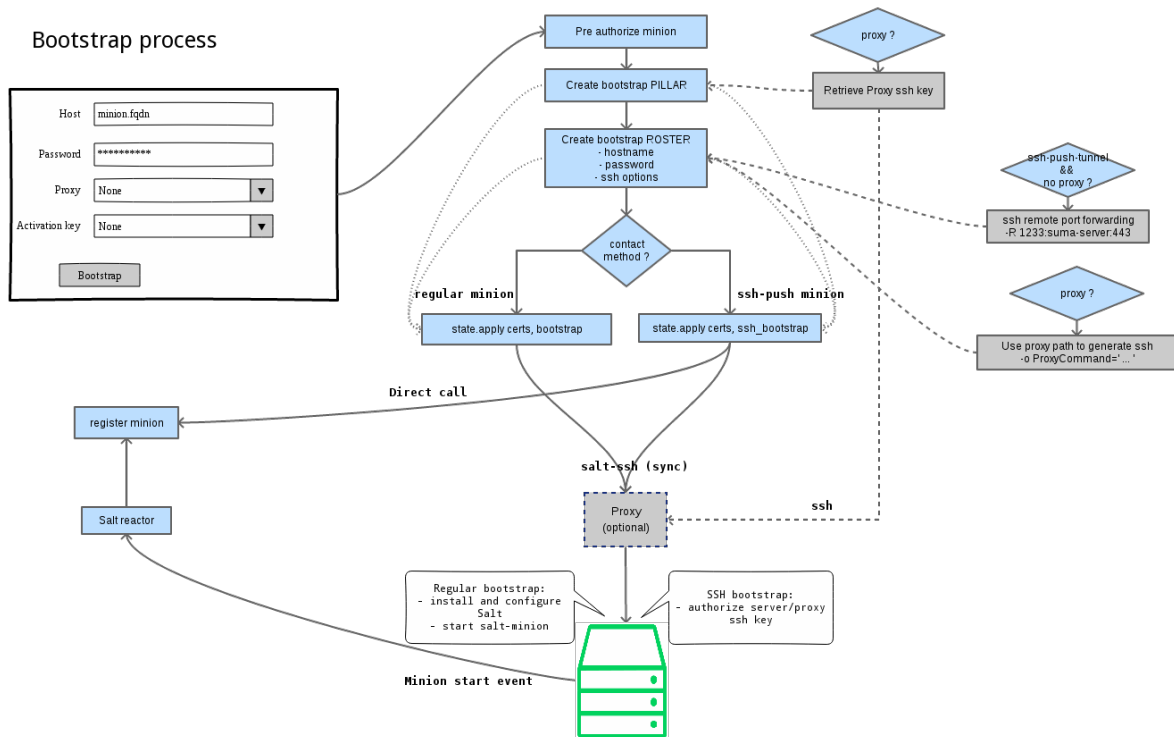 Bootstrap process
Host
minion.fqdn
Password
**********
Proxy
None
Activation key
None
Bootstrap
Pre authorize minion
Create bootstrap PILLAR
Create bootstrap ROSTER
- hostname
- password
- ssh options
contact
method ?
regular minion
ssh-push minion
state.apply certs, bootstrap
state.apply certs, ssh_bootstrap
proxy ?
Retrieve Proxy ssh key
ssh-push-tunnel
&&
no proxy ?
ssh remote port forwarding
-R 1233:suma-server:443
proxy ?
Use proxy path to generate ssh
-o ProxyCommand=' ... '
Direct call
register minion
salt-ssh (sync)
Salt reactor
Proxy
(optional)
ssh
Regular bootstrap:
- install and configure
Salt
- start salt-minion
SSH bootstrap:
- authorize server/proxy
ssh key
Minion start event